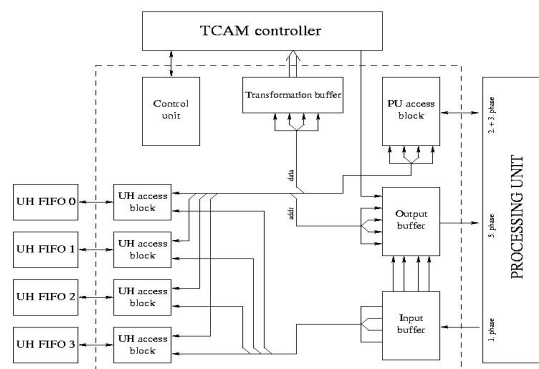 TCAM controller
Control
unit
Transformation buffer
PU access
block
2. + 3. phase
data
addr
UH FIFO 0
UH access
block
UH FIFO 1
UH access
block
UH FIFO 2
UH access
block
UH FIFO 3
UH access
block
Output
buffer
5. phase
Input
buffer
1. phase
PROCESSING UNIT